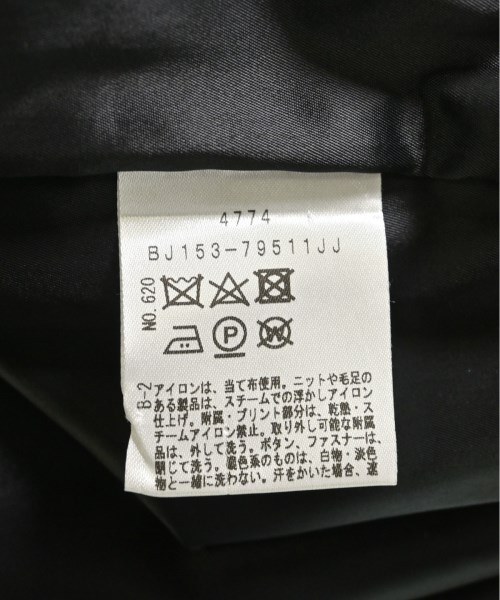 4774
BJ153-79511JJ
NO.620
P
W
B-2
アイロンは、当て布使用。ニットや毛足の
ある製品は、スチームでの浮かしアイロン
仕上げ。附属・プリント部分は、乾熱・ス
チームアイロン禁止。取り外し可能な附属
品は、外して洗う。ボタン、ファスナーは、
閉じて洗う。濃色系のものは、白物・淡色
物と一緒に洗わない。汗をかいた場合、速